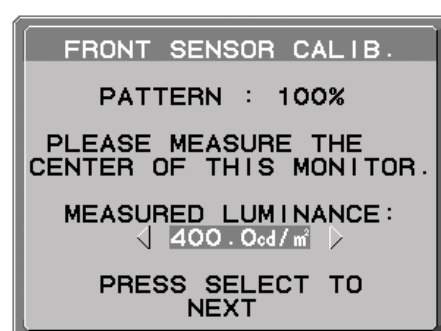 FRONT SENSOR CALIB.
PATTERN : 100%
PLEASE MEASURE THE
CENTER OF THIS MONITOR.
MEASURED LUMINANCE:
400.0cd/㎡
PRESS SELECT TO
NEXT